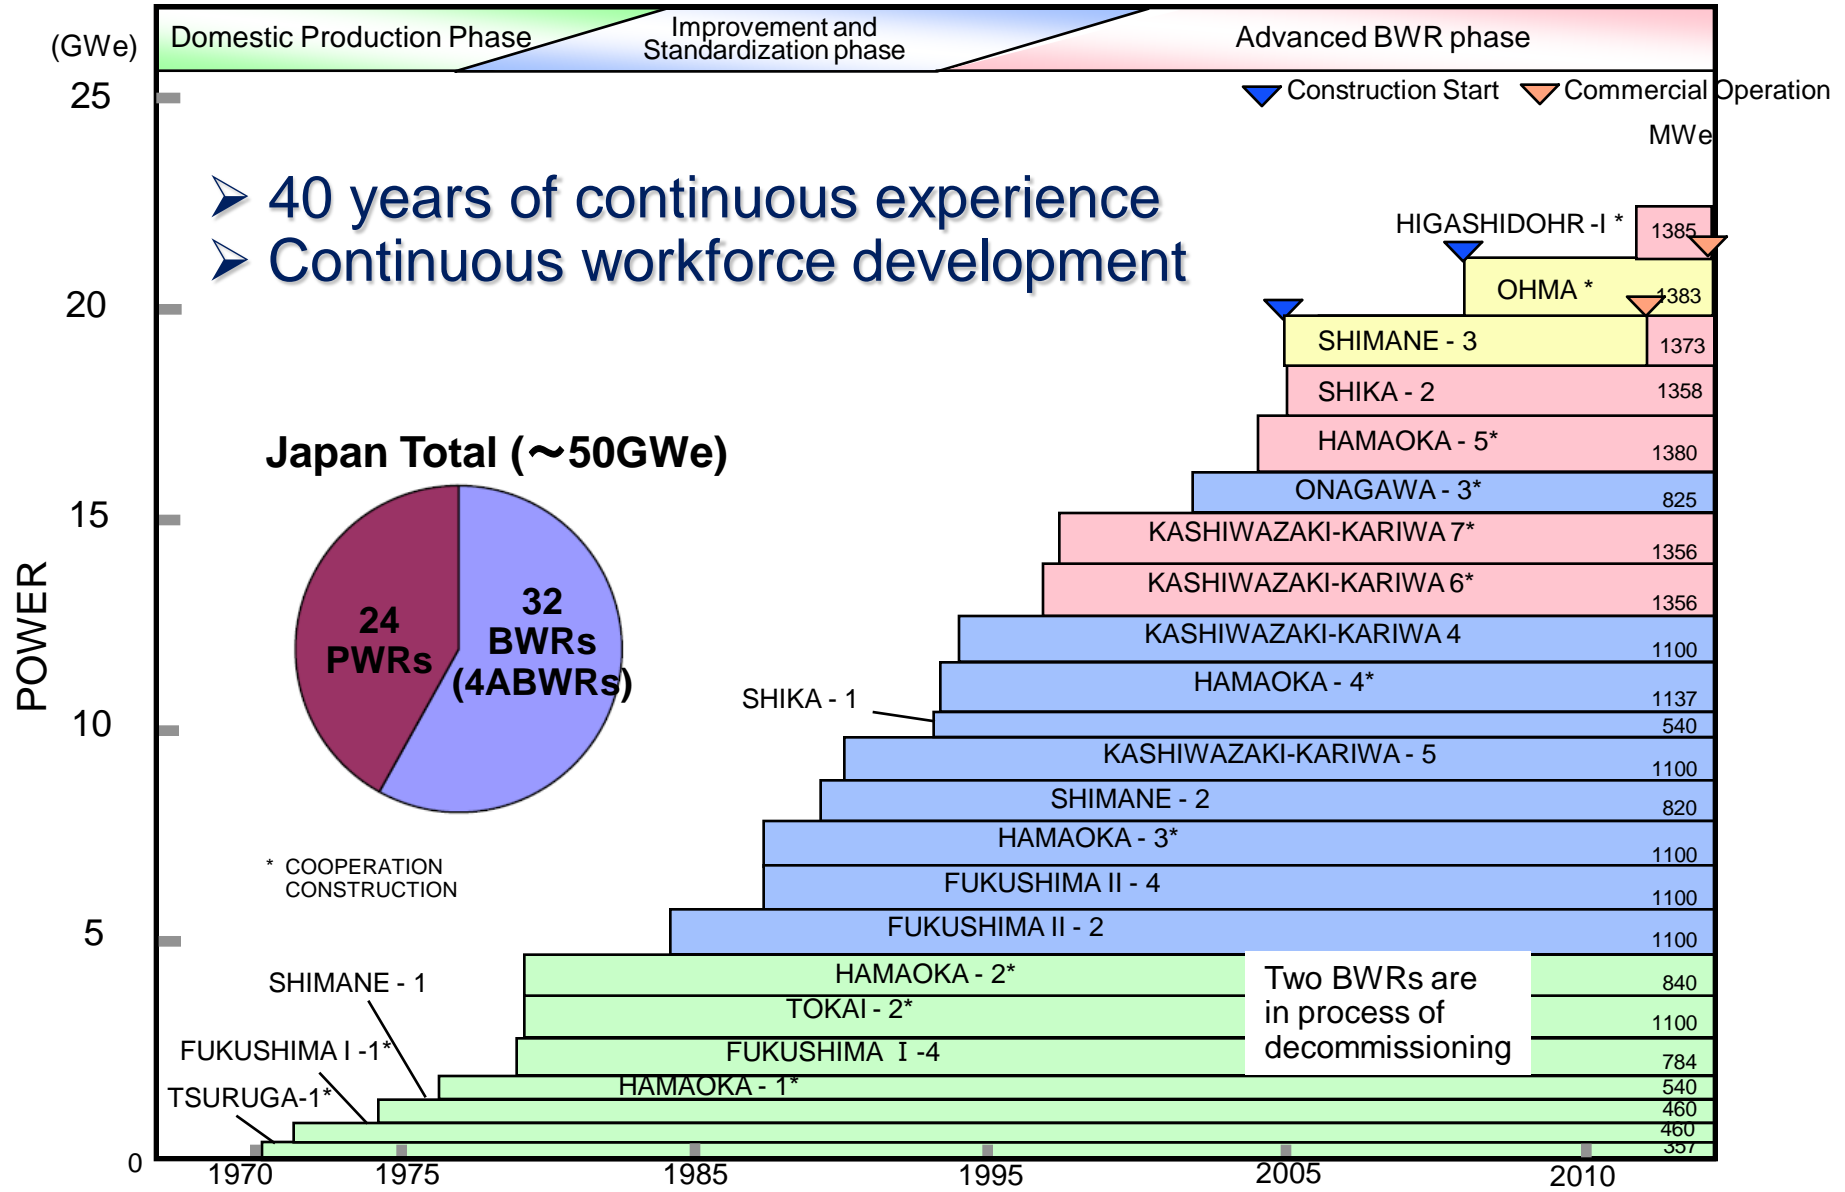 (GWe)
Domestic Production Phase
Improvement and
Standardization phase
Advanced BWR phase
Construction Start
Commercial Operation
MWe
25
➢ 40 years of continuous experience
➢ Continuous workforce development
HIGASHIDOHR -I *
1385
OHMA *
1383
20
SHIMANE - 3
1373
SHIKA - 2
1358
HAMAOKA - 5*
1380
Japan Total (~50GWe)
ONAGAWA - 3*
825
15
KASHIWAZAKI-KARIWA 7*
1356
KASHIWAZAKI-KARIWA 6*
1356
24
PWRs
32
BWRs
(4ABWRs)
KASHIWAZAKI-KARIWA 4
1100
HAMAOKA - 4*
1137
SHIKA - 1
540
10
KASHIWAZAKI-KARIWA - 5
1100
SHIMANE - 2
820
HAMAOKA - 3*
1100
* COOPERATION
CONSTRUCTION
FUKUSHIMA II - 4
1100
5
FUKUSHIMA II - 2
1100
HAMAOKA - 2*
840
TOKAI - 2*
1100
Two BWRs are
in process of
decommissioning
SHIMANE - 1
FUKUSHIMA Ⅰ -4
784
FUKUSHIMA I -1*
HAMAOKA - 1*
540
TSURUGA-1*
460
460
357
POWER
0
1970
1975
1985
1995
2005
2010